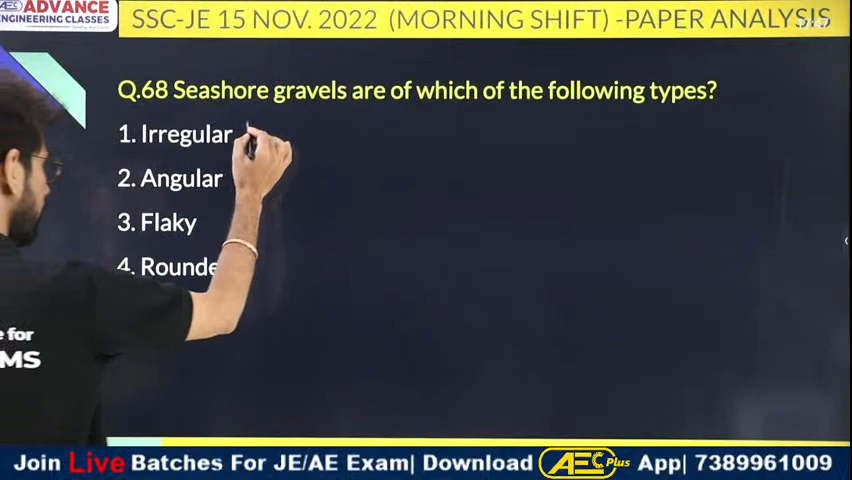 AEC ADVANCE
ENGINEERING CLASSES
SSC-JE 15 NOV. 2022 (MORNING SHIFT) -PAPER ANALYSIS
Q.68 Seashore gravels are of which of the following types?
1. Irregular
2. Angular
3. Flaky
4. Rounde
e for
MS
Join Live Batches For JE/AE Exam| Download AEC Plus App| 7389961009